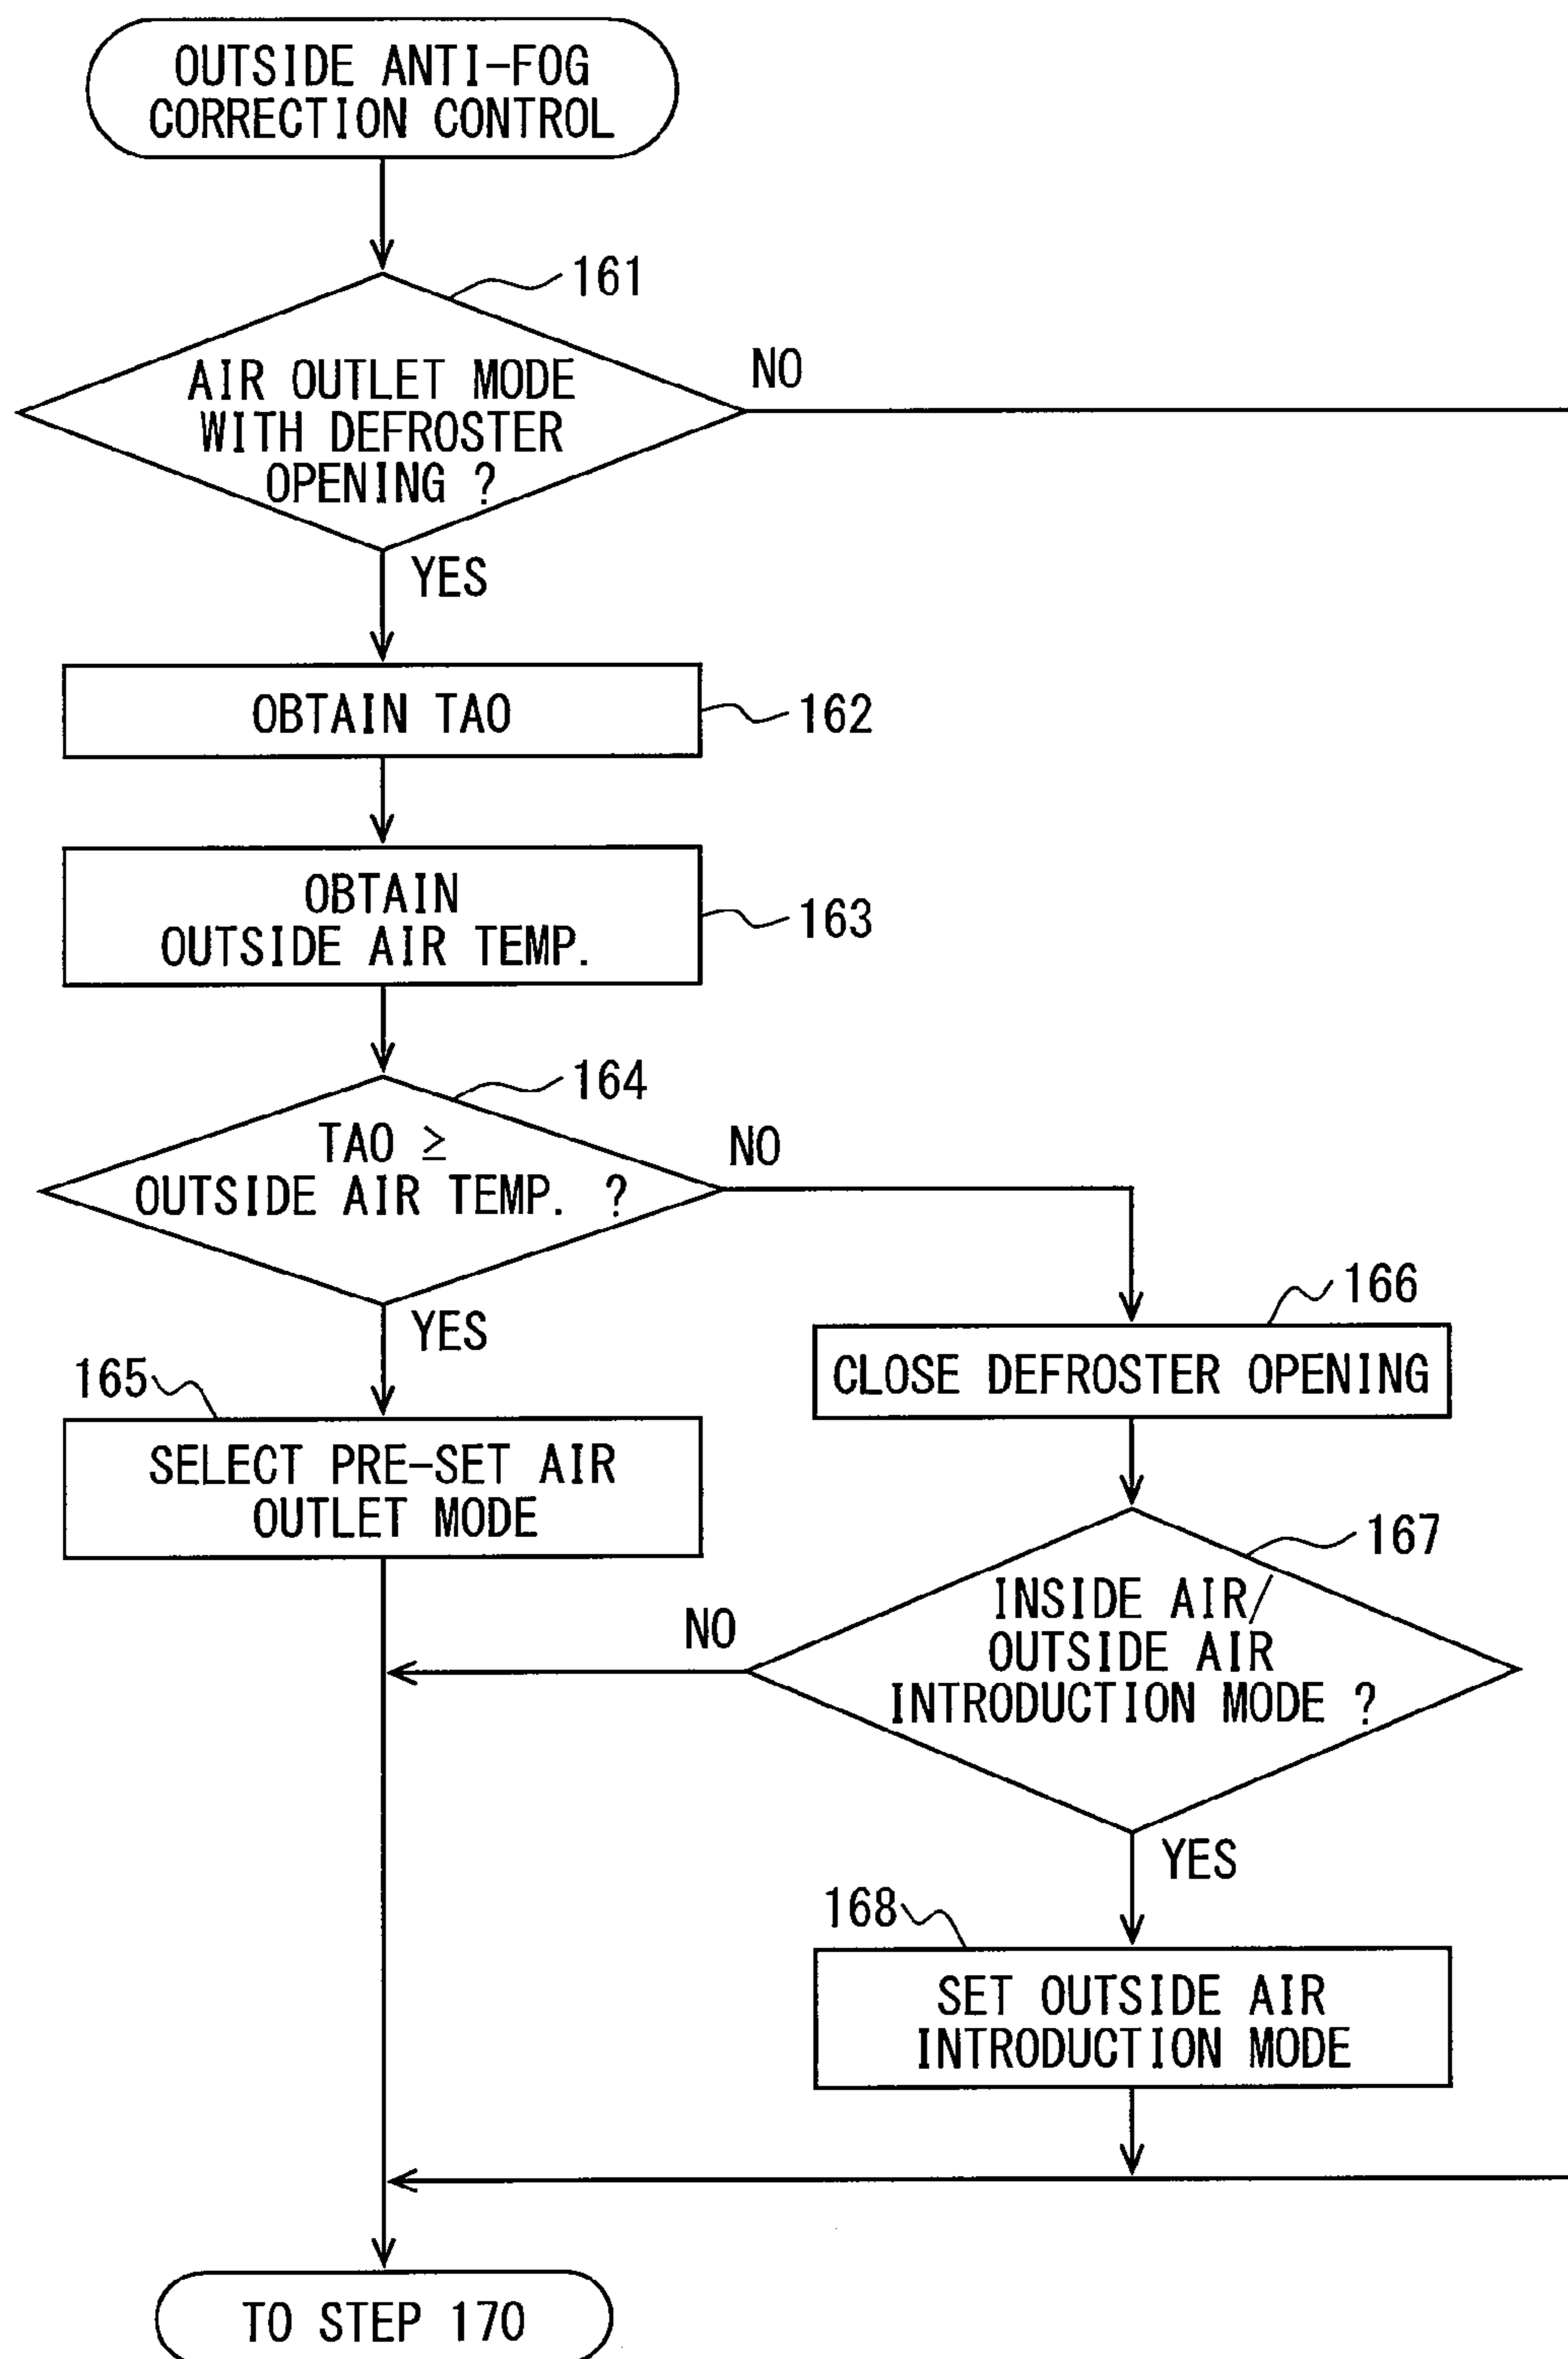 OUTSIDE ANTI-FOG
CORRECTION CONTROL
161
AIR OUTLET MODE
WITH DEFROSTER
OPENING ?
NO
YES
OBTAIN TAO
162
OBTAIN
OUTSIDE AIR TEMP.
163
164
TAO ≥
OUTSIDE AIR TEMP. ?
NO
YES
165
SELECT PRE-SET AIR
OUTLET MODE
166
CLOSE DEFROSTER OPENING
167
INSIDE AIR/
OUTSIDE AIR
INTRODUCTION MODE ?
NO
YES
168
SET OUTSIDE AIR
INTRODUCTION MODE
TO STEP 170